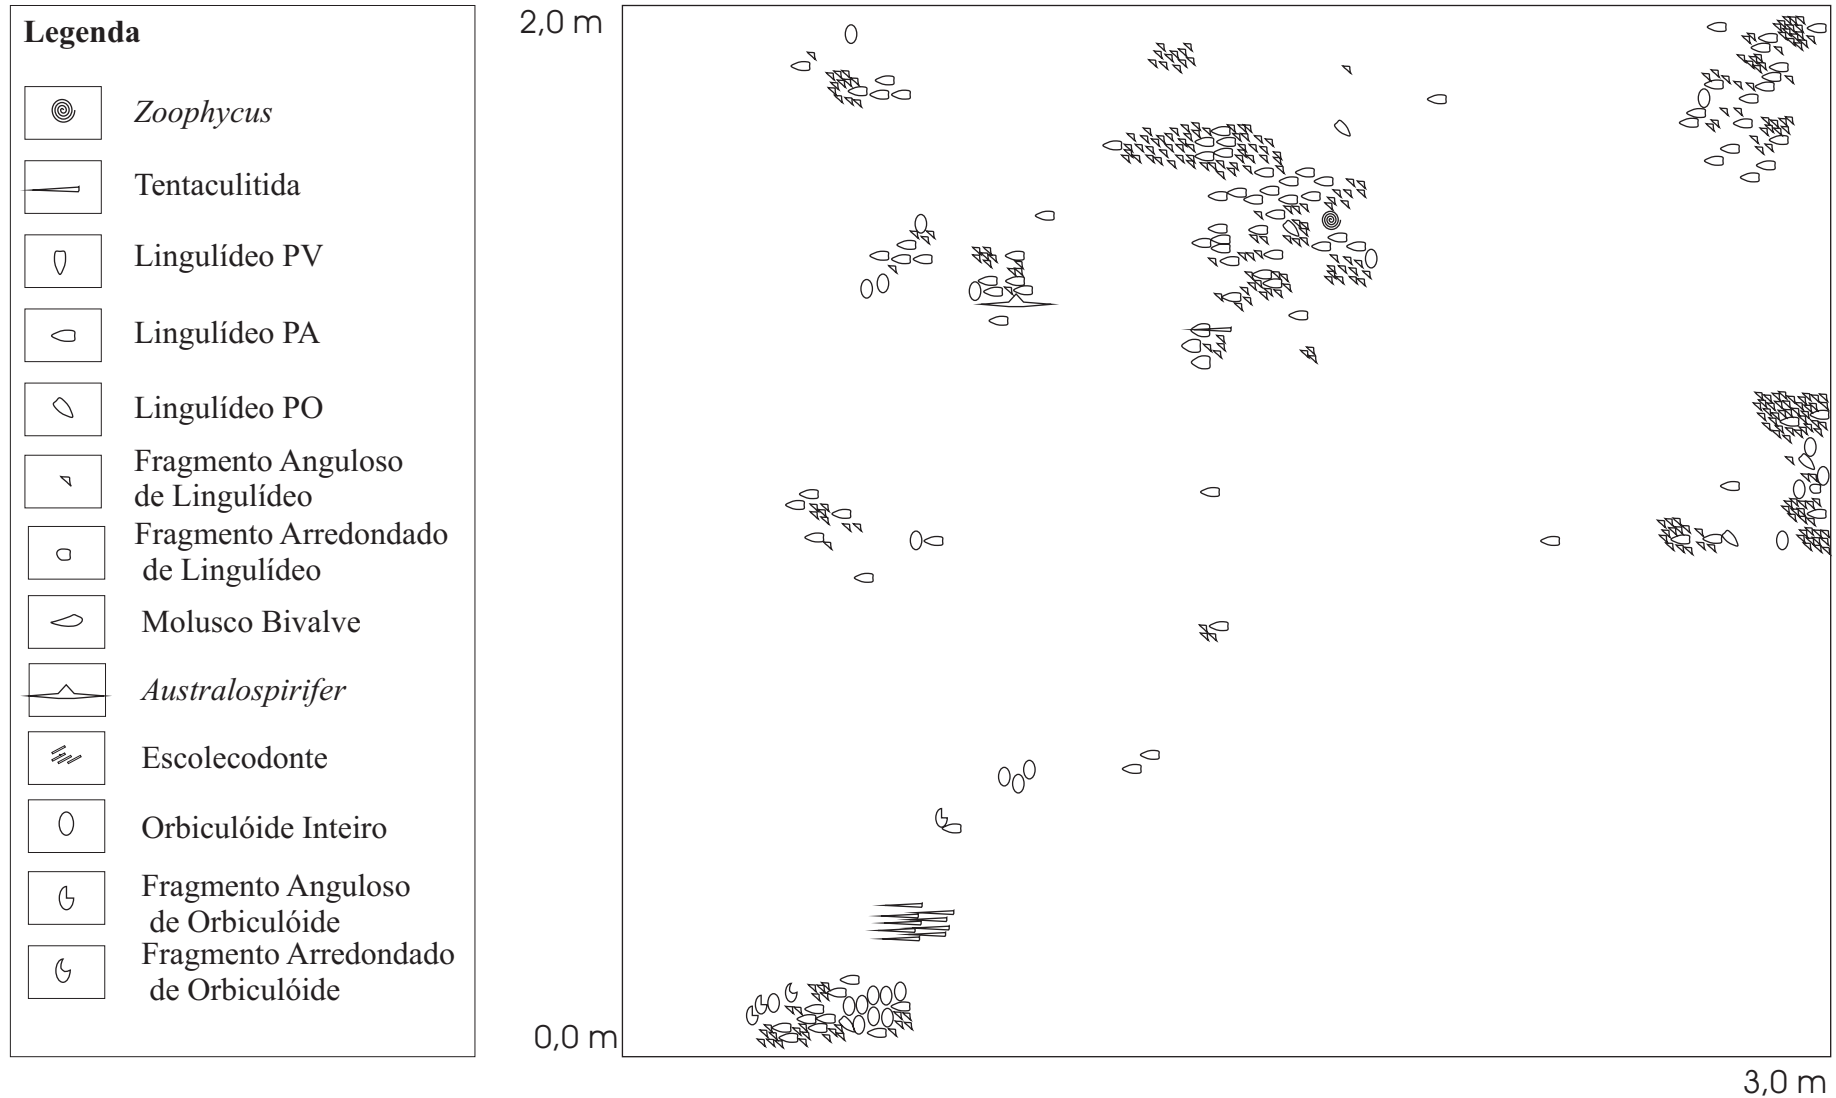 Legenda
Zoophycus
Tentaculitida
Lingulídeo PV
Lingulídeo PA
Lingulídeo PO
Fragmento Anguloso
de Lingulídeo
Fragmento Arredondado
de Lingulídeo
Molusco Bivalve
Australospirifer
Escolecodonte
Orbiculóide Inteiro
Fragmento Anguloso
de Orbiculóide
Fragmento Arredondado
de Orbiculóide
2,0 m
0,0 m
3,0 m